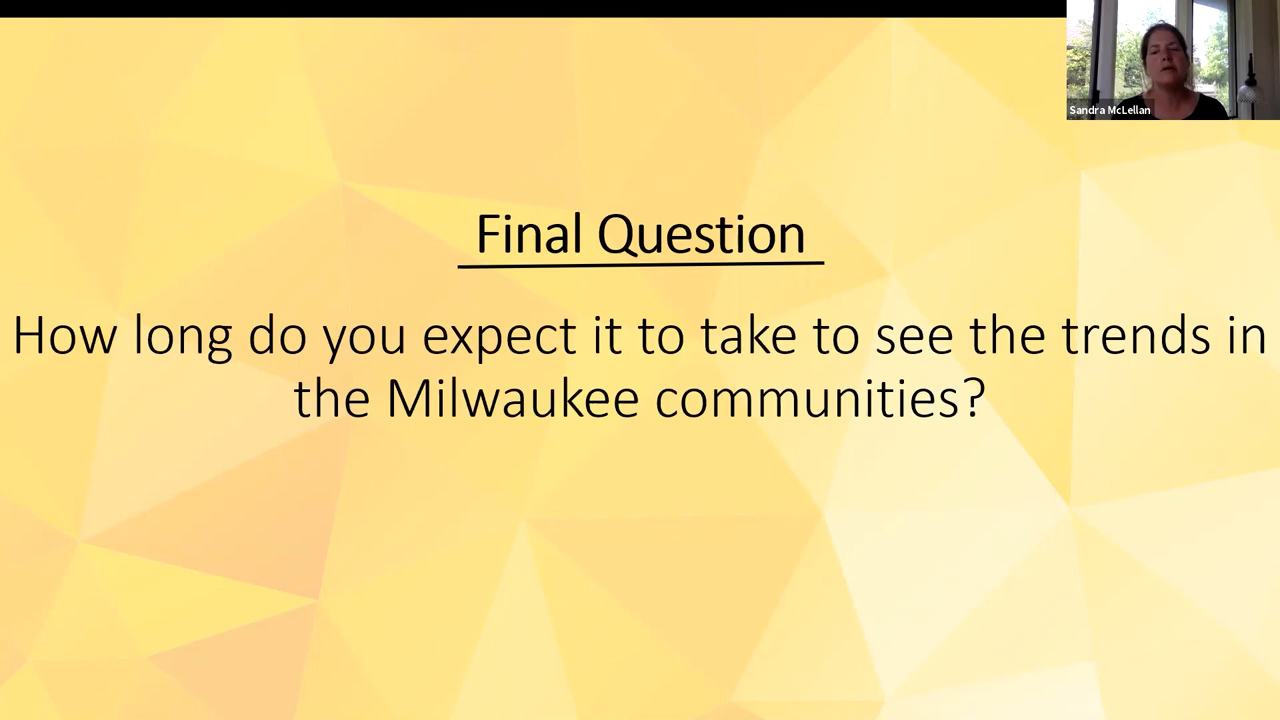 Sandra McLellan
Final Question
How long do you expect it to take to see the trends in
the Milwaukee communities?